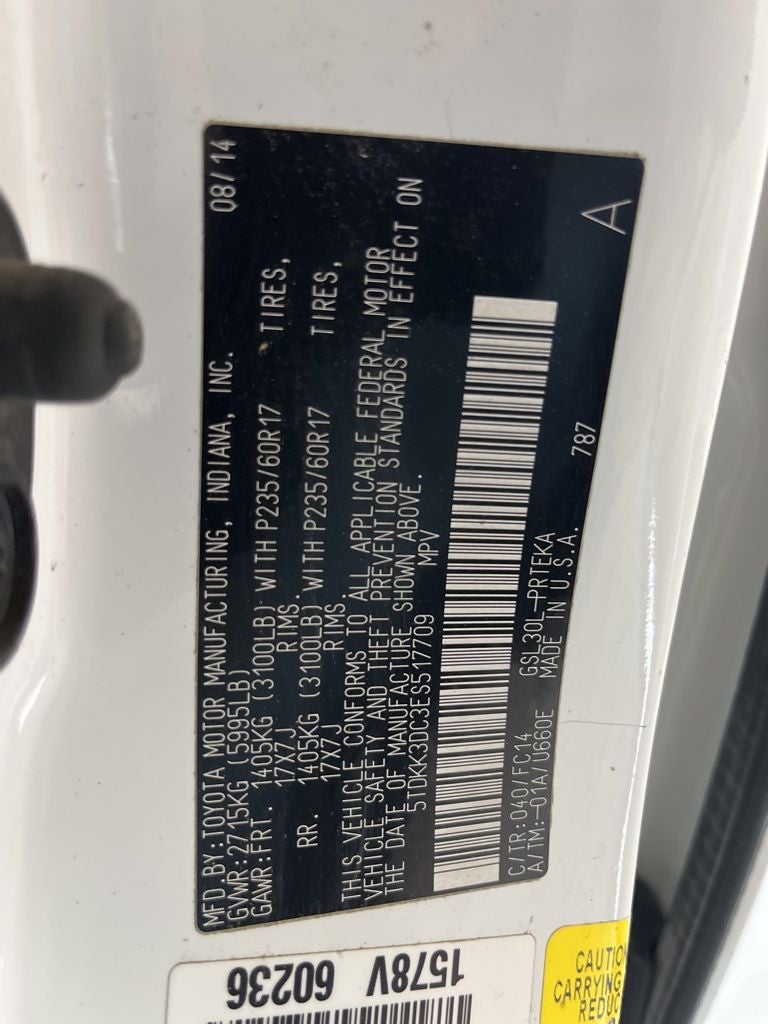 MFD BY:TOYOTA MOTOR MANUFACTURING, INDIANA, INC. 08/14
GVWR:2715KG (5995LB)
GAWR:FRT. 1405KG (3100LB) WITH P235/60R17 TIRES,
17X7J RIMS,
RR. 1405KG (3100LB) WITH P235/60R17 TIRES,
17X7J RIMS.
THIS VEHICLE CONFORMS TO ALL APPLICABLE FEDERAL MOTOR
VEHICLE SAFETY AND THEFT PREVENTION STANDARDS IN EFFECT ON
THE DATE OF MANUFACTURE SHOWN ABOVE.
5TDKK3DC3ES517709 MPV
C/TR:040/FC14 GSL30L-PRTEKA 787
A/TM:-01A/U660E MADE IN U.S.A. A
1578V
60236
CAUTIO
CARRYING
REDUC